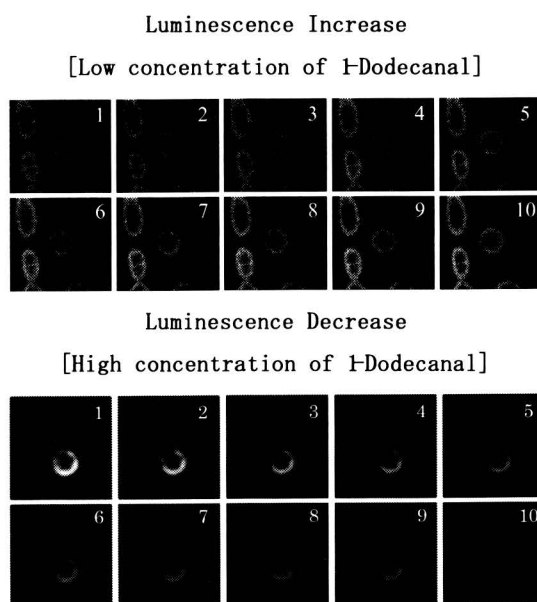 Luminescence Increase
[Low concentration of 1-Dodecanal]
1 2 3 4 5
6 7 8 9 10
Luminescence Decrease
[High concentration of 1-Dodecanal]
1 2 3 4 5
6 7 8 9 10